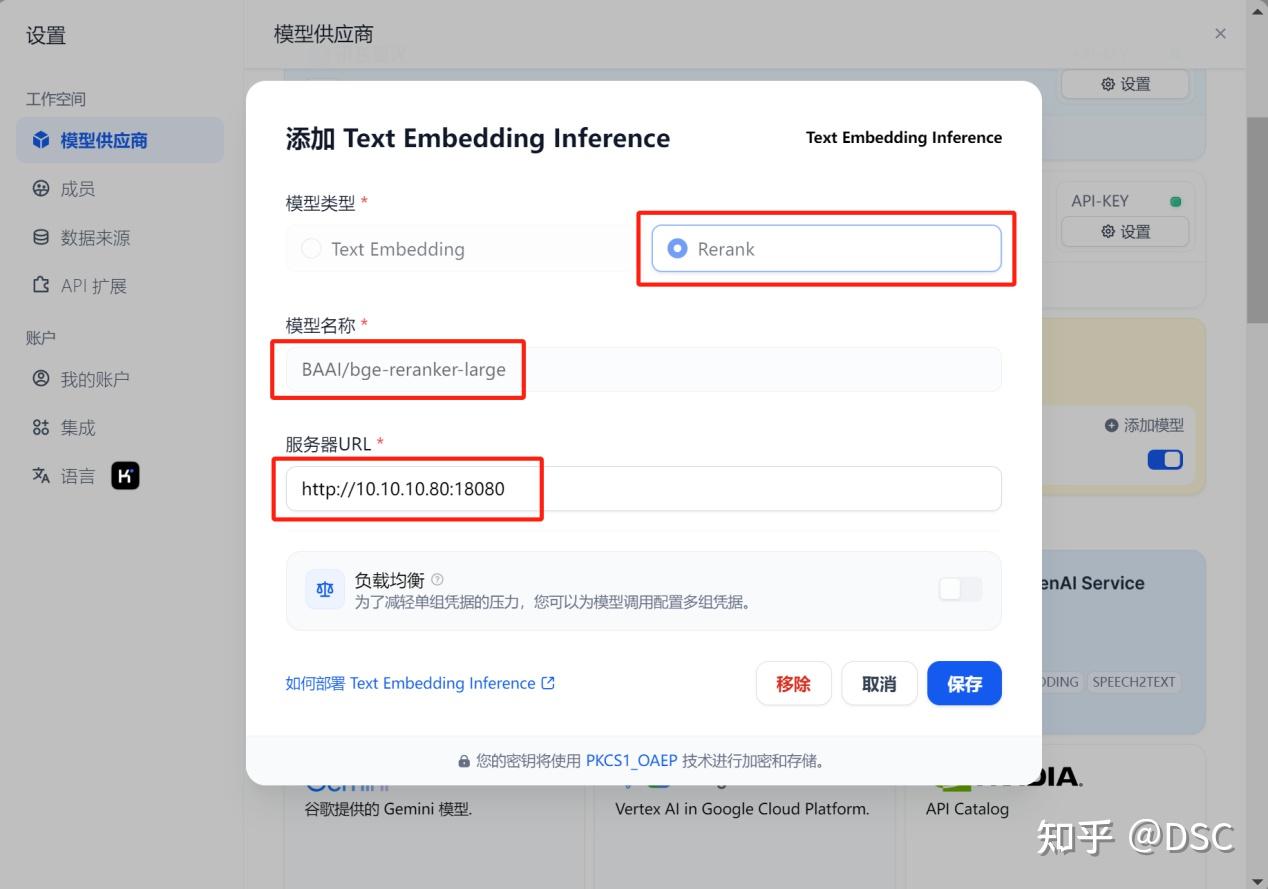 设置
模型供应商
工作空间
模型供应商
成员
数据来源
API 扩展
账户
我的账户
集成
语言
设置
API-KEY
设置
添加模型
添加 Text Embedding Inference
Text Embedding Inference
模型类型 *
Text Embedding
Rerank
模型名称 *
BAAI/bge-reranker-large
服务器URL *
http://10.10.10.80:18080
负载均衡
为了减轻单组凭据的压力，您可以为模型调用配置多组凭据。
如何部署 Text Embedding Inference
移除
取消
保存
您的密钥将使用 PKCS1_OAEP 技术进行加密和存储。
enAI Service
DDING
SPEECH2TEXT
谷歌提供的 Gemini 模型.
Vertex AI in Google Cloud Platform.
API Catalog
知乎 @DSC